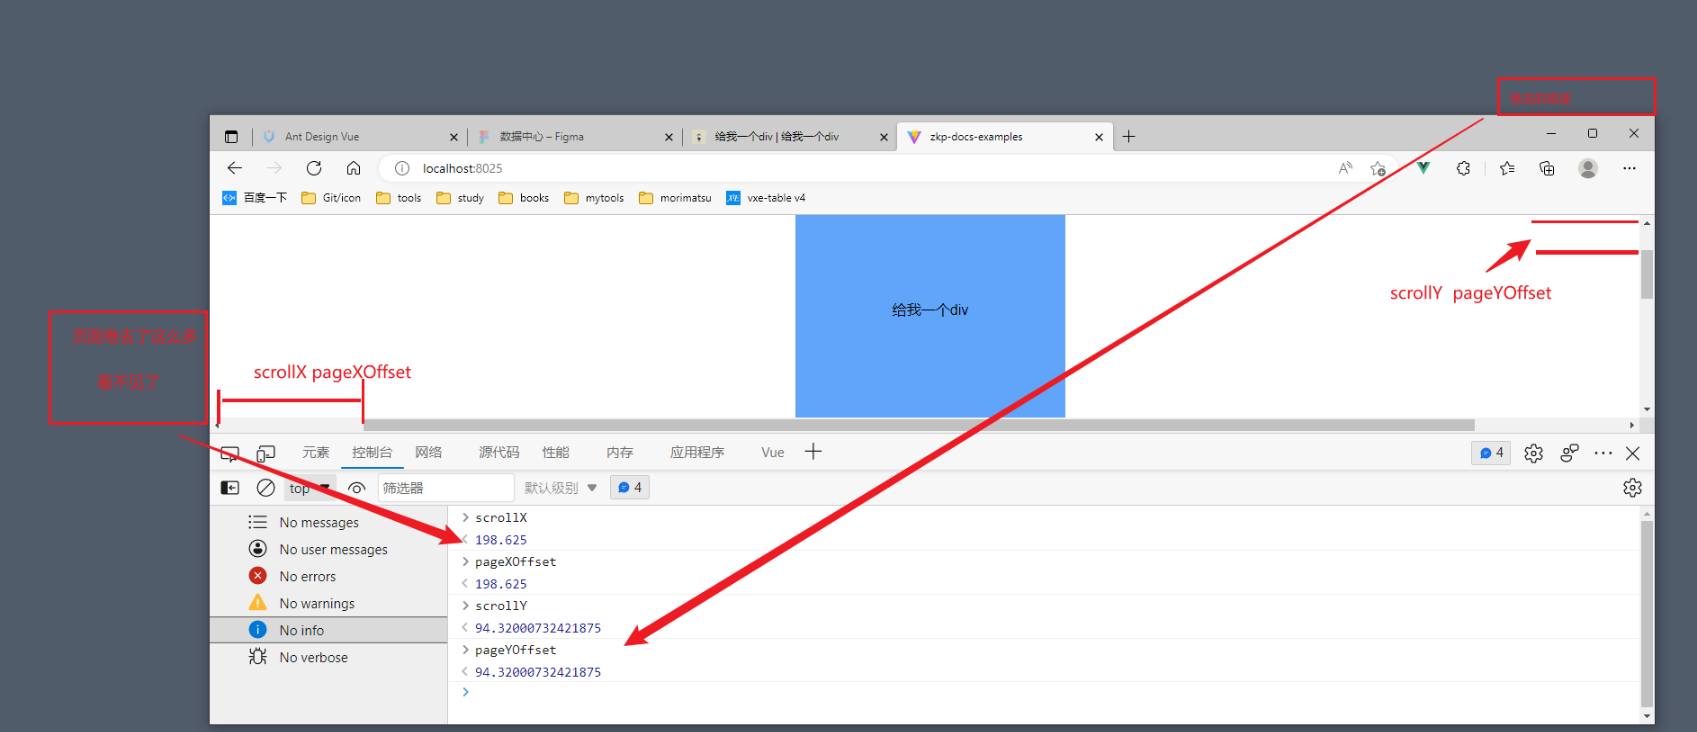 Ant Design Vue
数据中心 – Figma
给我一个div | 给我一个div
zkp-docs-examples
localhost:8025
百度一下
Git/icon
tools
study
books
mytools
morimatsu
vxe-table v4
给我一个div
scrollY pageYOffset
看不见了
scrollX pageXOffset
元素
控制台
网络
源代码
性能
内存
应用程序
Vue
4
top
筛选器
默认级别
4
No messages
No user messages
No errors
No warnings
No info
No verbose
scrollX
198.625
pageXOffset
198.625
scrollY
94.32000732421875
pageYOffset
94.32000732421875